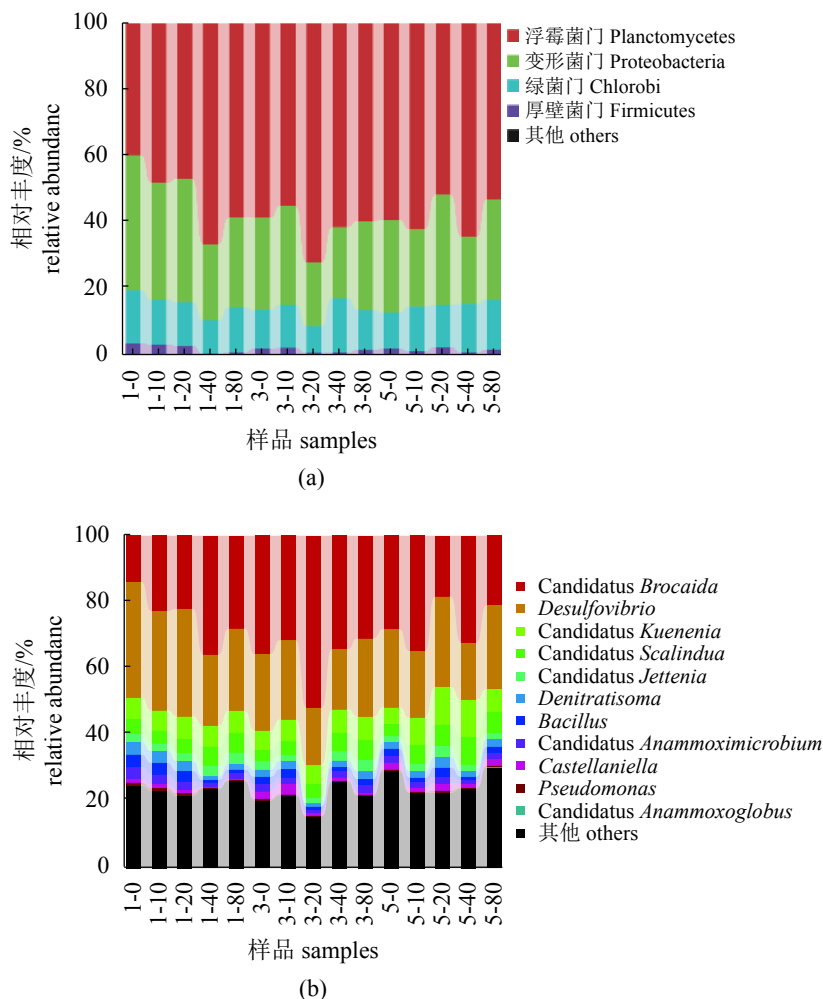 100
80
60
40
20
0
相对丰度/%
relative abundanc
浮霉菌门 Planctomycetes
变形菌门 Proteobacteria
绿菌门 Chlorobi
厚壁菌门 Firmicutes
其他 others
1-0
1-10
1-20
1-40
1-80
3-0
3-10
3-20
3-40
3-80
5-0
5-10
5-20
5-40
5-80
样品 samples
(a)
100
80
60
40
20
0
相对丰度/%
relative abundanc
Candidatus Brocaida
Desulfovibrio
Candidatus Kuenenia
Candidatus Scalindua
Candidatus Jettenia
Denitratisoma
Bacillus
Candidatus Anammoximicrobium
Castellaniella
Pseudomonas
Candidatus Anammoxoglobus
其他 others
1-0
1-10
1-20
1-40
1-80
3-0
3-10
3-20
3-40
3-80
5-0
5-10
5-20
5-40
5-80
样品 samples
(b)